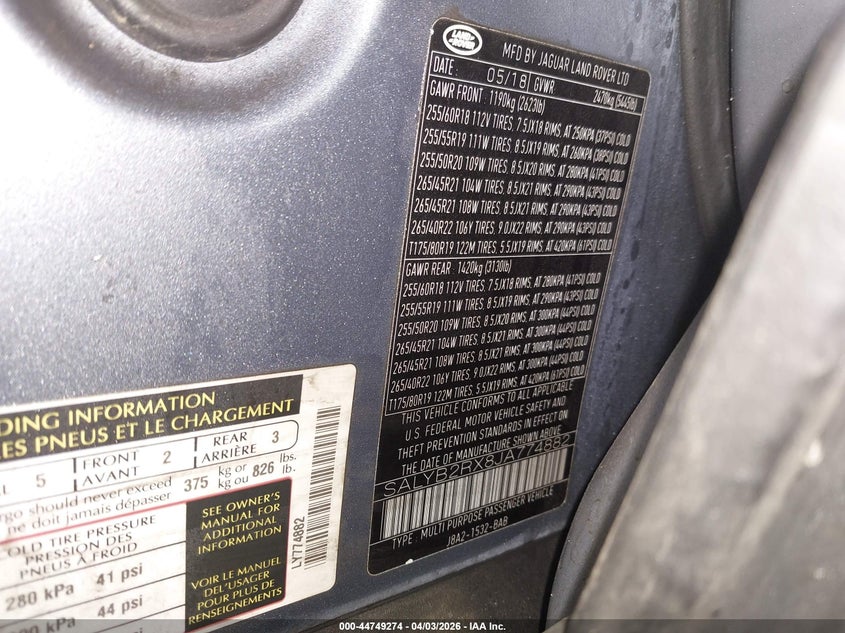 LAND ROVER
MFD BY JAGUAR LAND ROVER LTD
DATE: 05/18 GVWR 2470kg (5445lb)
GAWR FRONT: 1190kg (2623lb)
255/60R18 112V TIRES, 7.5JX18 RIMS, AT 250KPA (37PSI) COLD
255/55R19 111W TIRES, 8.5JX19 RIMS, AT 260KPA (38PSI) COLD
255/50R20 109W TIRES, 8.5JX20 RIMS, AT 280KPA (41PSI) COLD
265/45R21 104W TIRES, 8.5JX21 RIMS, AT 290KPA (43PSI) COLD
265/45R21 108W TIRES, 8.5JX21 RIMS, AT 290KPA (43PSI) COLD
265/40R22 106Y TIRES, 9.0JX22 RIMS, AT 290KPA (43PSI) COLD
T175/80R19 122M TIRES, 5.5JX19 RIMS, AT 420KPA (61PSI) COLD
GAWR REAR: 1420kg (3130lb)
255/60R18 112V TIRES, 7.5JX18 RIMS, AT 280KPA (41PSI) COLD
255/55R19 111W TIRES, 8.5JX19 RIMS, AT 290KPA (43PSI) COLD
255/50R20 109W TIRES, 8.5JX20 RIMS, AT 300KPA (44PSI) COLD
265/45R21 104W TIRES, 8.5JX21 RIMS, AT 300KPA (44PSI) COLD
265/45R21 108W TIRES, 8.5JX21 RIMS, AT 300KPA (44PSI) COLD
265/40R22 106Y TIRES, 9.0JX22 RIMS, AT 300KPA (44PSI) COLD
T175/80R19 122M TIRES, 5.5JX19 RIMS, AT 420KPA (61PSI) COLD
THIS VEHICLE CONFORMS TO ALL APPLICABLE
U.S. FEDERAL MOTOR VEHICLE SAFETY AND
THEFT PREVENTION STANDARDS IN EFFECT ON
THE DATE OF MANUFACTURE SHOWN ABOVE
SALYB2RX8JA774882
TYPE: MULTI PURPOSE PASSENGER VEHICLE
J8A2-1532-BAB
DING INFORMATION
ES PNEUS ET LE CHARGEMENT
L 5 FRONT AVANT 2 REAR ARRIÈRE 3
rgo should never exceed 375 kg or 826 lbs.
ne doit jamais dépasser kg ou lb.
OLD TIRE PRESSURE
PRESSION DES
PNEUS À FROID
280 kPa 41 psi
kPa 44 psi
SEE OWNER'S
MANUAL FOR
ADDITIONAL
INFORMATION
VOIR LE MANUEL
DE L'USAGER
POUR PLUS DE
RENSEIGNEMENTS
LY774882
000-44749274 - 04/03/2026 - IAA Inc.